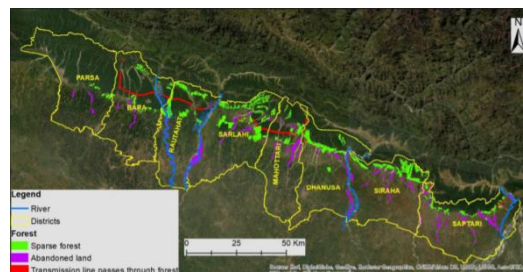 N
PARSA
BARA
RAUTAHAT
SARLAHI
MAHOTTARI
DHANUSA
SIRAHA
SAPTARI
Legend
River
Districts
Forest
Sparse forest
Abandoned land
Transmission line passes through forest
0 25 50 Km